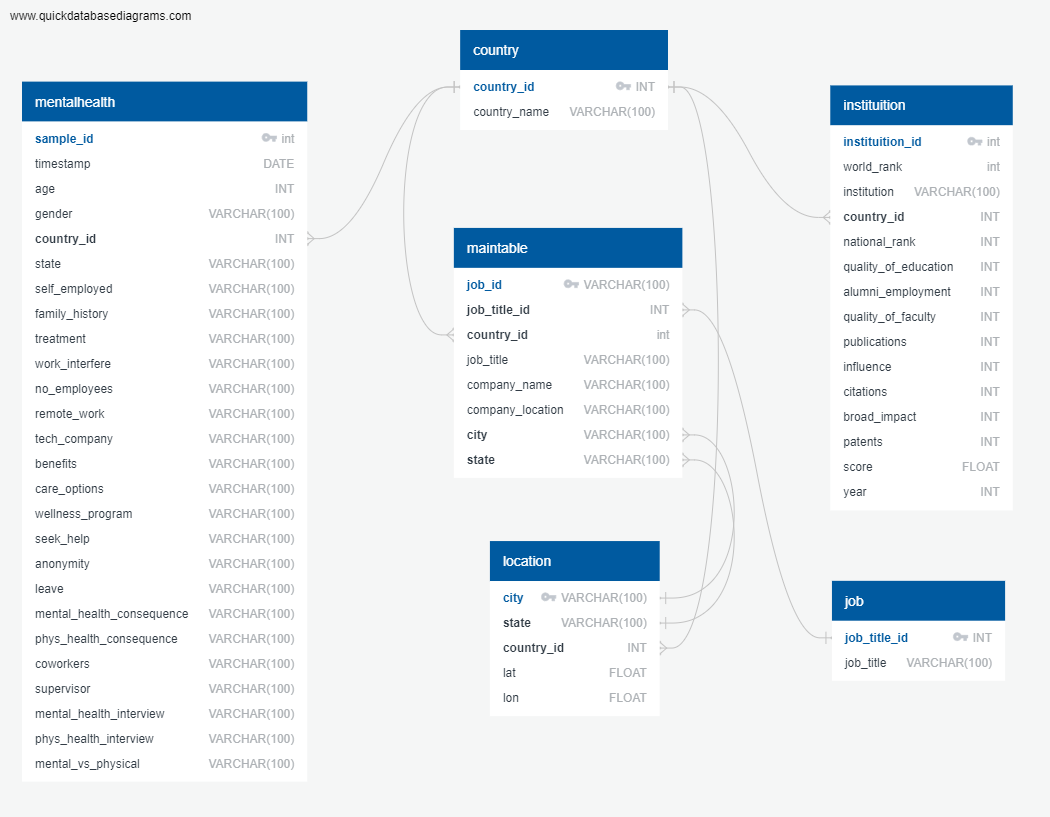 www.quickdatabasediagrams.com
country
country_id INT
country_name VARCHAR(100)
mentalhealth
sample_id int
timestamp DATE
age INT
gender VARCHAR(100)
country_id INT
state VARCHAR(100)
self_employed VARCHAR(100)
family_history VARCHAR(100)
treatment VARCHAR(100)
work_interfere VARCHAR(100)
no_employees VARCHAR(100)
remote_work VARCHAR(100)
tech_company VARCHAR(100)
benefits VARCHAR(100)
care_options VARCHAR(100)
wellness_program VARCHAR(100)
seek_help VARCHAR(100)
anonymity VARCHAR(100)
leave VARCHAR(100)
mental_health_consequence VARCHAR(100)
phys_health_consequence VARCHAR(100)
coworkers VARCHAR(100)
supervisor VARCHAR(100)
mental_health_interview VARCHAR(100)
phys_health_interview VARCHAR(100)
mental_vs_physical VARCHAR(100)
maintable
job_id VARCHAR(100)
job_title_id INT
country_id int
job_title VARCHAR(100)
company_name VARCHAR(100)
company_location VARCHAR(100)
city VARCHAR(100)
state VARCHAR(100)
location
city VARCHAR(100)
state VARCHAR(100)
country_id INT
lat FLOAT
lon FLOAT
instituition
instituition_id int
world_rank int
institution VARCHAR(100)
country_id INT
national_rank INT
quality_of_education INT
alumni_employment INT
quality_of_faculty INT
publications INT
influence INT
citations INT
broad_impact INT
patents INT
score FLOAT
year INT
job
job_title_id INT
job_title VARCHAR(100)